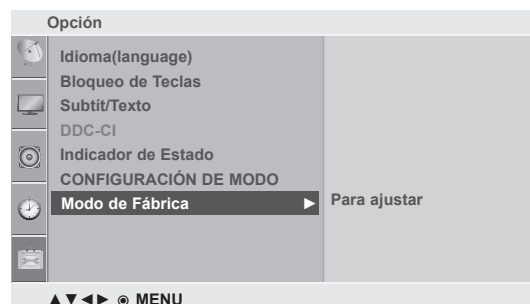 Opción
Idioma(language)
Bloqueo de Teclas
Subtít/Texto
DDC-CI
Indicador de Estado
CONFIGURACIÓN DE MODO
Modo de Fábrica ▶ Para ajustar
▲▼◀▶ ◉ MENU